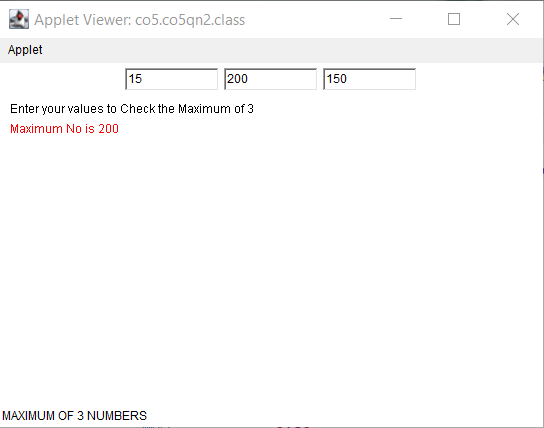 Applet Viewer: co5.co5qn2.class
Applet
15 200 150
Enter your values to Check the Maximum of 3
Maximum No is 200
MAXIMUM OF 3 NUMBERS